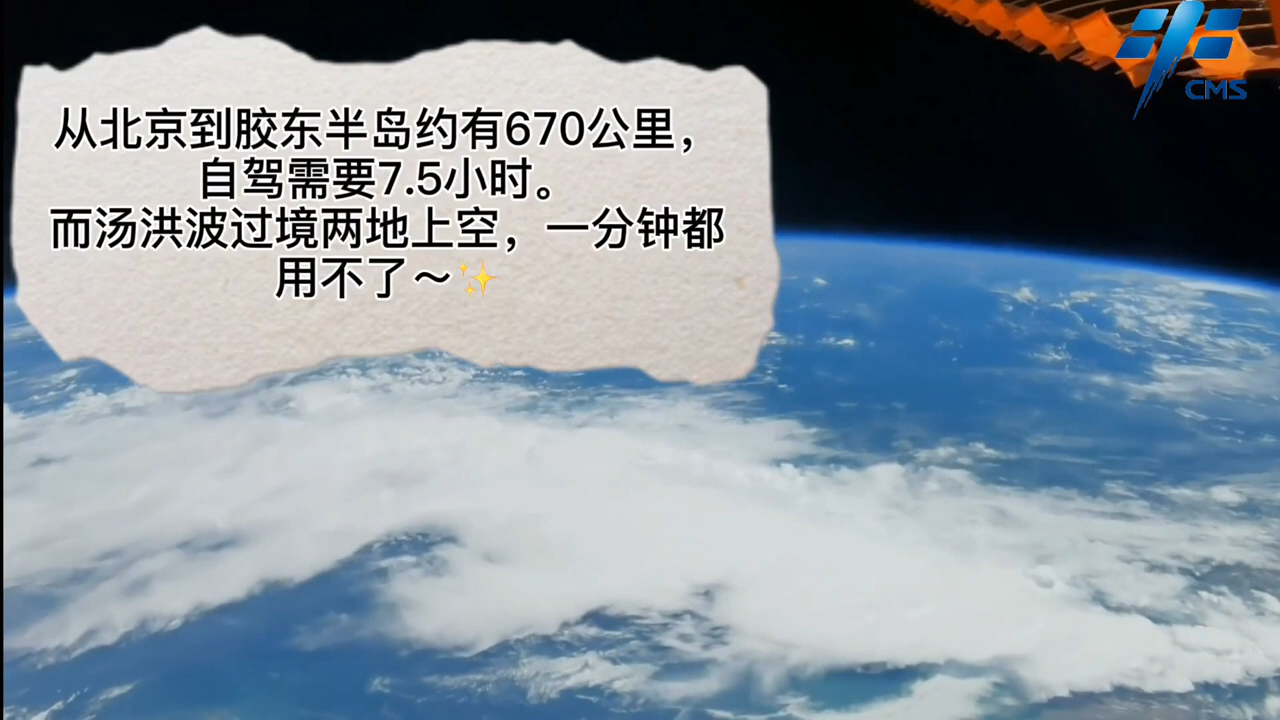 从北京到胶东半岛约有670公里，
自驾需要7.5小时。
而汤洪波过境两地上空，一分钟都
用不了～✨
CMS